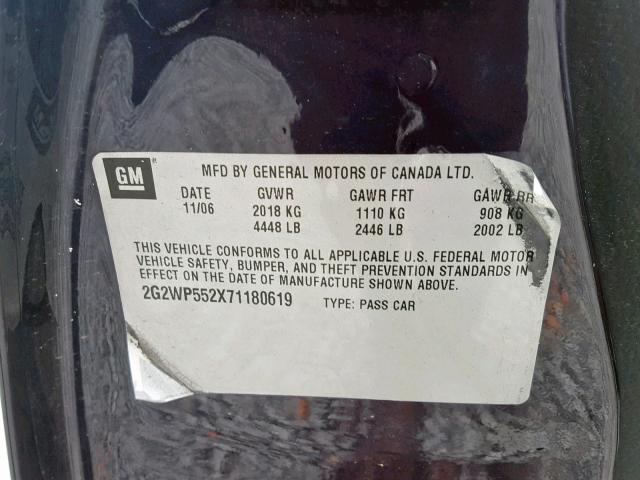 GM
MFD BY GENERAL MOTORS OF CANADA LTD.
DATE GVWR GAWR FRT GAWR RR
11/06 2018 KG 1110 KG 908 KG
4448 LB 2446 LB 2002 LB
THIS VEHICLE CONFORMS TO ALL APPLICABLE U.S. FEDERAL MOTOR
VEHICLE SAFETY, BUMPER, AND THEFT PREVENTION STANDARDS IN
EFFECT ON THE DATE OF MANUFACTURE SHOWN ABOVE.
2G2WP552X71180619 TYPE: PASS CAR